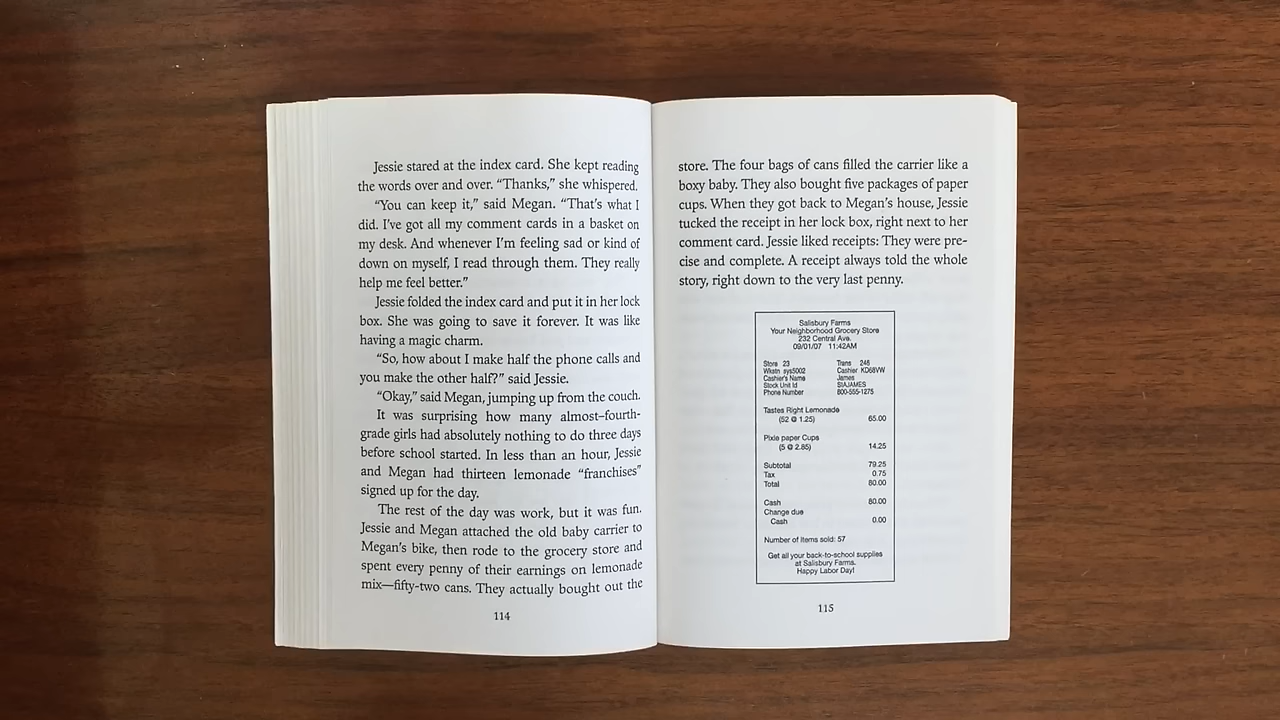 Jessie stared at the index card. She kept reading
the words over and over. “Thanks,” she whispered.
“You can keep it,” said Megan. “That’s what I
did. I’ve got all my comment cards in a basket on
my desk. And whenever I’m feeling sad or kind of
down on myself, I read through them. They really
help me feel better.”
Jessie folded the index card and put it in her lock
box. She was going to save it forever. It was like
having a magic charm.
“So, how about I make half the phone calls and
you make the other half?” said Jessie.
“Okay,” said Megan, jumping up from the couch.
It was surprising how many almost–fourth-
grade girls had absolutely nothing to do three days
before school started. In less than an hour, Jessie
and Megan had thirteen lemonade “franchises”
signed up for the day.
The rest of the day was work, but it was fun.
Jessie and Megan attached the old baby carrier to
Megan’s bike, then rode to the grocery store and
spent every penny of their earnings on lemonade
mix—fifty-two cans. They actually bought out the
114
store. The four bags of cans filled the carrier like a
boxy baby. They also bought five packages of paper
cups. When they got back to Megan’s house, Jessie
tucked the receipt in her lock box, right next to her
comment card. Jessie liked receipts: They were pre-
cise and complete. A receipt always told the whole
story, right down to the very last penny.
Salisbury Farms
Your Neighborhood Grocery Store
232 Central Ave.
09/01/07 11:42AM
Store 23 Trans 246
Wkstn sys5002 Cashier KD68VW
Cashier's Name James
Stock Unit Id SIAJAMES
Phone Number 800-555-1275
Tastes Right Lemonade
(52 @ 1.25) 65.00
Pixie paper Cups
(5 @ 2.85) 14.25
Subtotal 79.25
Tax 0.75
Total 80.00
Cash 80.00
Change due
Cash 0.00
Number of items sold: 57
Get all your back-to-school supplies
at Salisbury Farms.
Happy Labor Day!
115